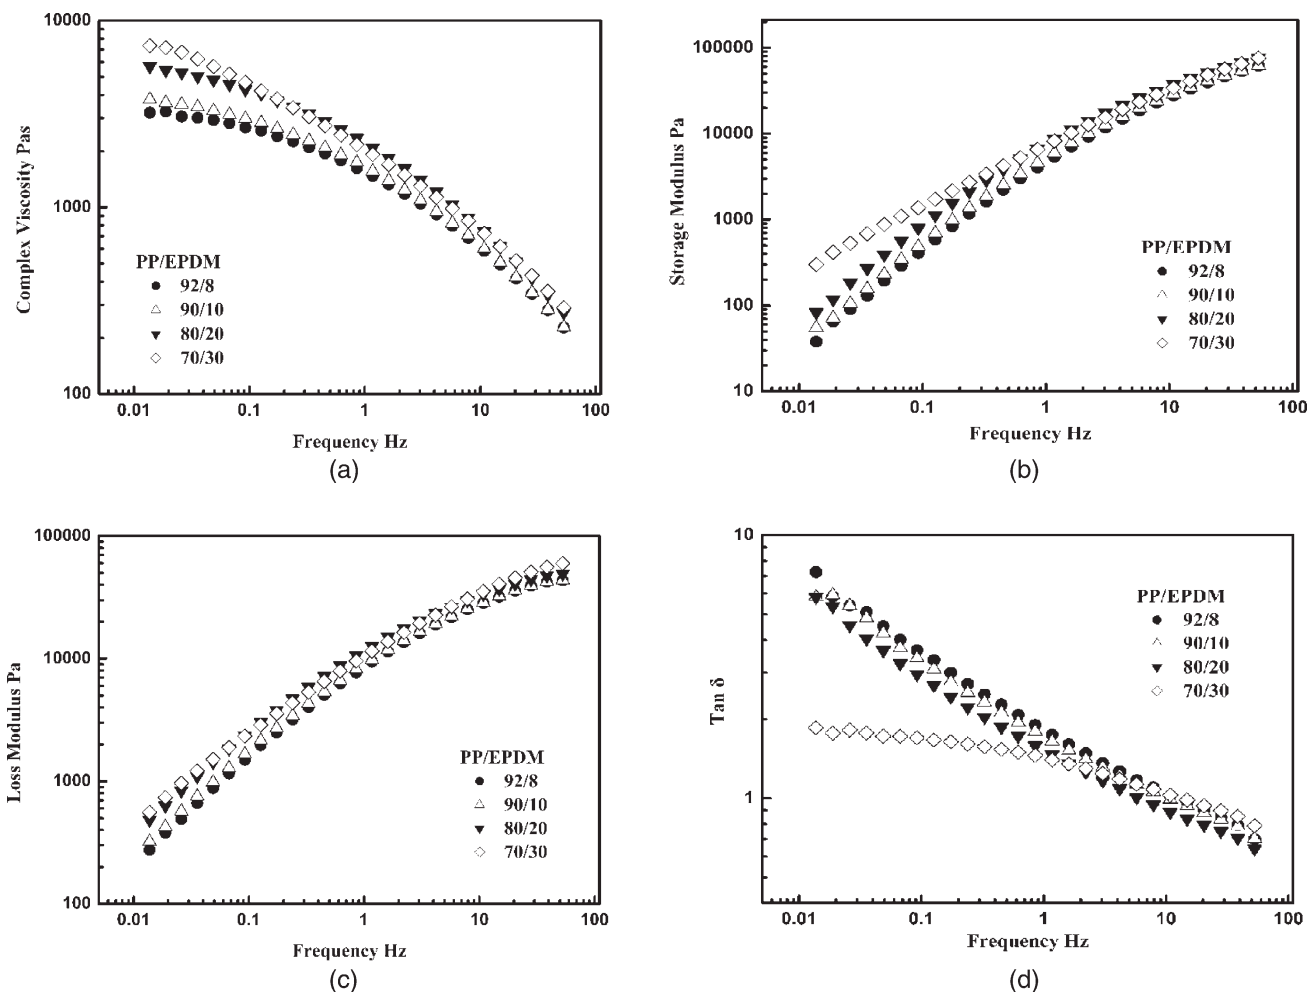 10000
1000
100
Complex Viscosity Pas
PP/EPDM
92/8
90/10
80/20
70/30
0.01 0.1 1 10 100
Frequency Hz
(a)
100000
10000
1000
100
10
Storage Modulus Pa
PP/EPDM
92/8
90/10
80/20
70/30
0.01 0.1 1 10 100
Frequency Hz
(b)
100000
10000
1000
100
Loss Modulus Pa
PP/EPDM
92/8
90/10
80/20
70/30
0.01 0.1 1 10 100
Frequency Hz
(c)
10
1
Tan δ
PP/EPDM
92/8
90/10
80/20
70/30
0.01 0.1 1 10 100
Frequency Hz
(d)